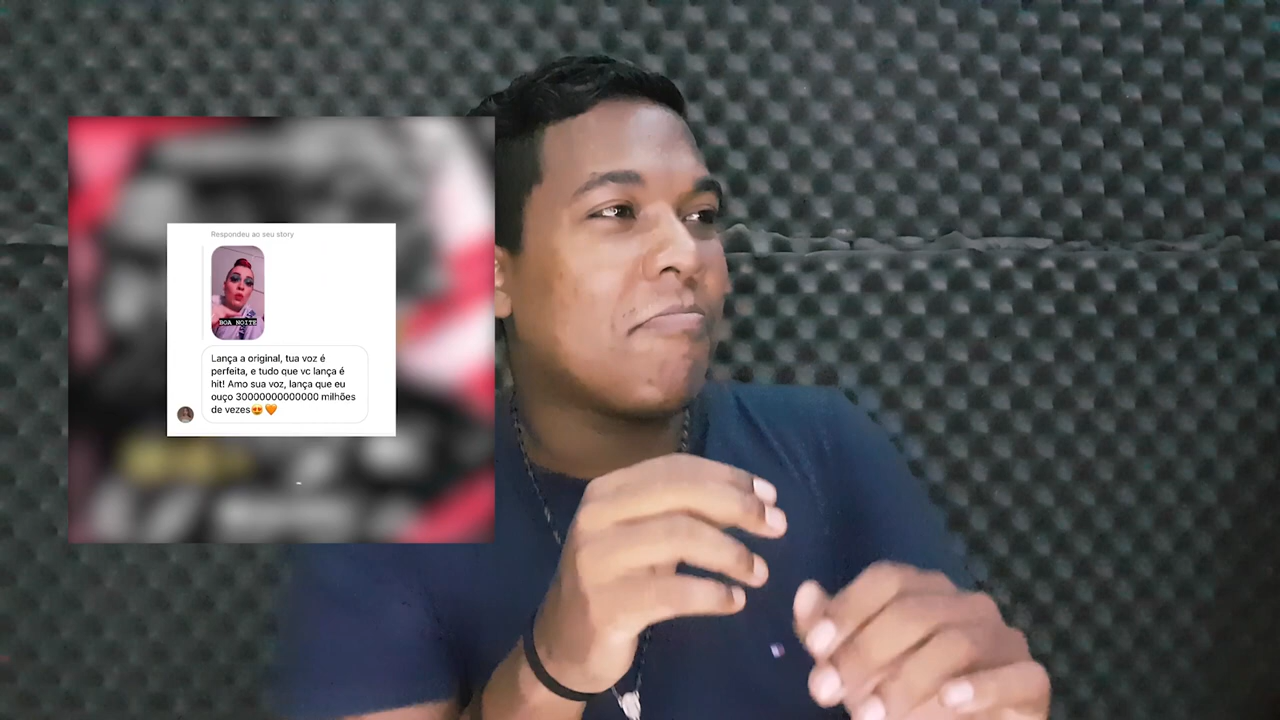 Respondeu ao seu story
BOA NOITE
Lança a original, tua voz é
perfeita, e tudo que vc lança é
hit! Amo sua voz, lança que eu
ouço 30000000000000 milhões
de vezes😍🧡